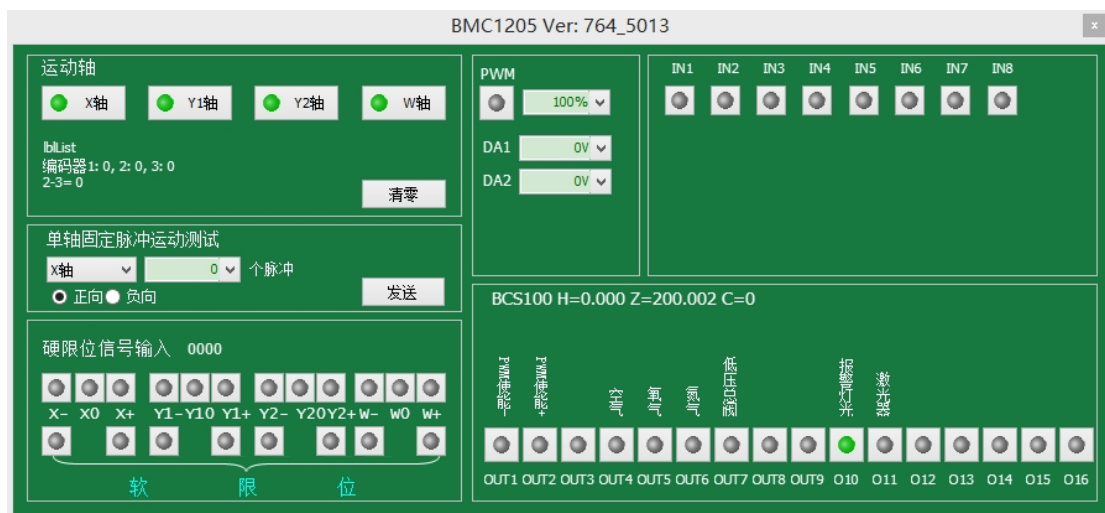 BMC1205 Ver: 764_5013
x
运动轴
X轴 Y1轴 Y2轴 W轴
lblList
编码器1: 0, 2: 0, 3: 0
2-3= 0
清零
单轴固定脉冲运动测试
X轴 0 个脉冲
正向 负向
发送
硬限位信号输入 0000
X- X0 X+ Y1- Y10 Y1+ Y2- Y20 Y2+ W- W0 W+
软 限 位
PWM
100%
DA1 0V
DA2 0V
IN1 IN2 IN3 IN4 IN5 IN6 IN7 IN8
BCS100 H=0.000 Z=200.002 C=0
PWM使能-
PWM使能+
空气
氧气
氮气
低压总阀
报警灯光
激光器
OUT1 OUT2 OUT3 OUT4 OUT5 OUT6 OUT7 OUT8 OUT9 O10 O11 O12 O13 O14 O15 O16